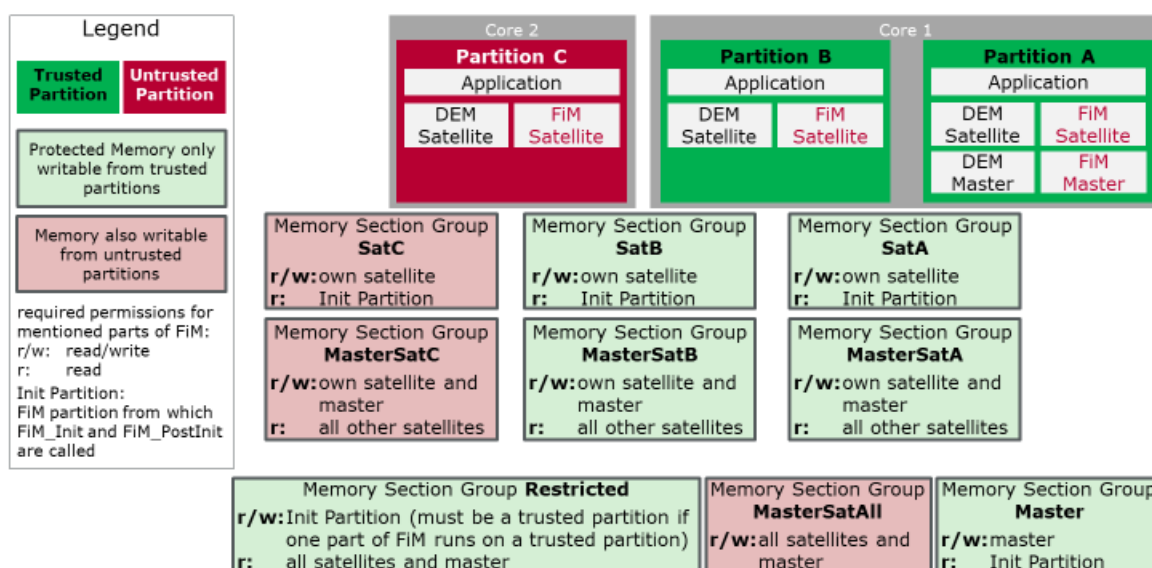 Legend
Trusted
Partition
Untrusted
Partition
Protected Memory only
writable from trusted
partitions
Memory also writable
from untrusted
partitions
required permissions for
mentioned parts of FiM:
r/w: read/write
r: read
Init Partition:
FiM partition from which
FiM_Init and FiM_PostInit
are called
Core 2
Partition C
Application
DEM
Satellite
FiM
Satellite
Core 1
Partition B
Application
DEM
Satellite
FiM
Satellite
Partition A
Application
DEM
Satellite
FiM
Satellite
DEM
Master
FiM
Master
Memory Section Group
SatC
r/w: own satellite
r: Init Partition
Memory Section Group
SatB
r/w: own satellite
r: Init Partition
Memory Section Group
SatA
r/w: own satellite
r: Init Partition
Memory Section Group
MasterSatC
r/w: own satellite and
master
r: all other satellites
Memory Section Group
MasterSatB
r/w: own satellite and
master
r: all other satellites
Memory Section Group
MasterSatA
r/w: own satellite and
master
r: all other satellites
Memory Section Group Restricted
r/w: Init Partition (must be a trusted partition if
one part of FiM runs on a trusted partition)
r: all satellites and master
Memory Section Group
MasterSatAll
r/w: all satellites and
master
Memory Section Group
Master
r/w: master
r: Init Partition